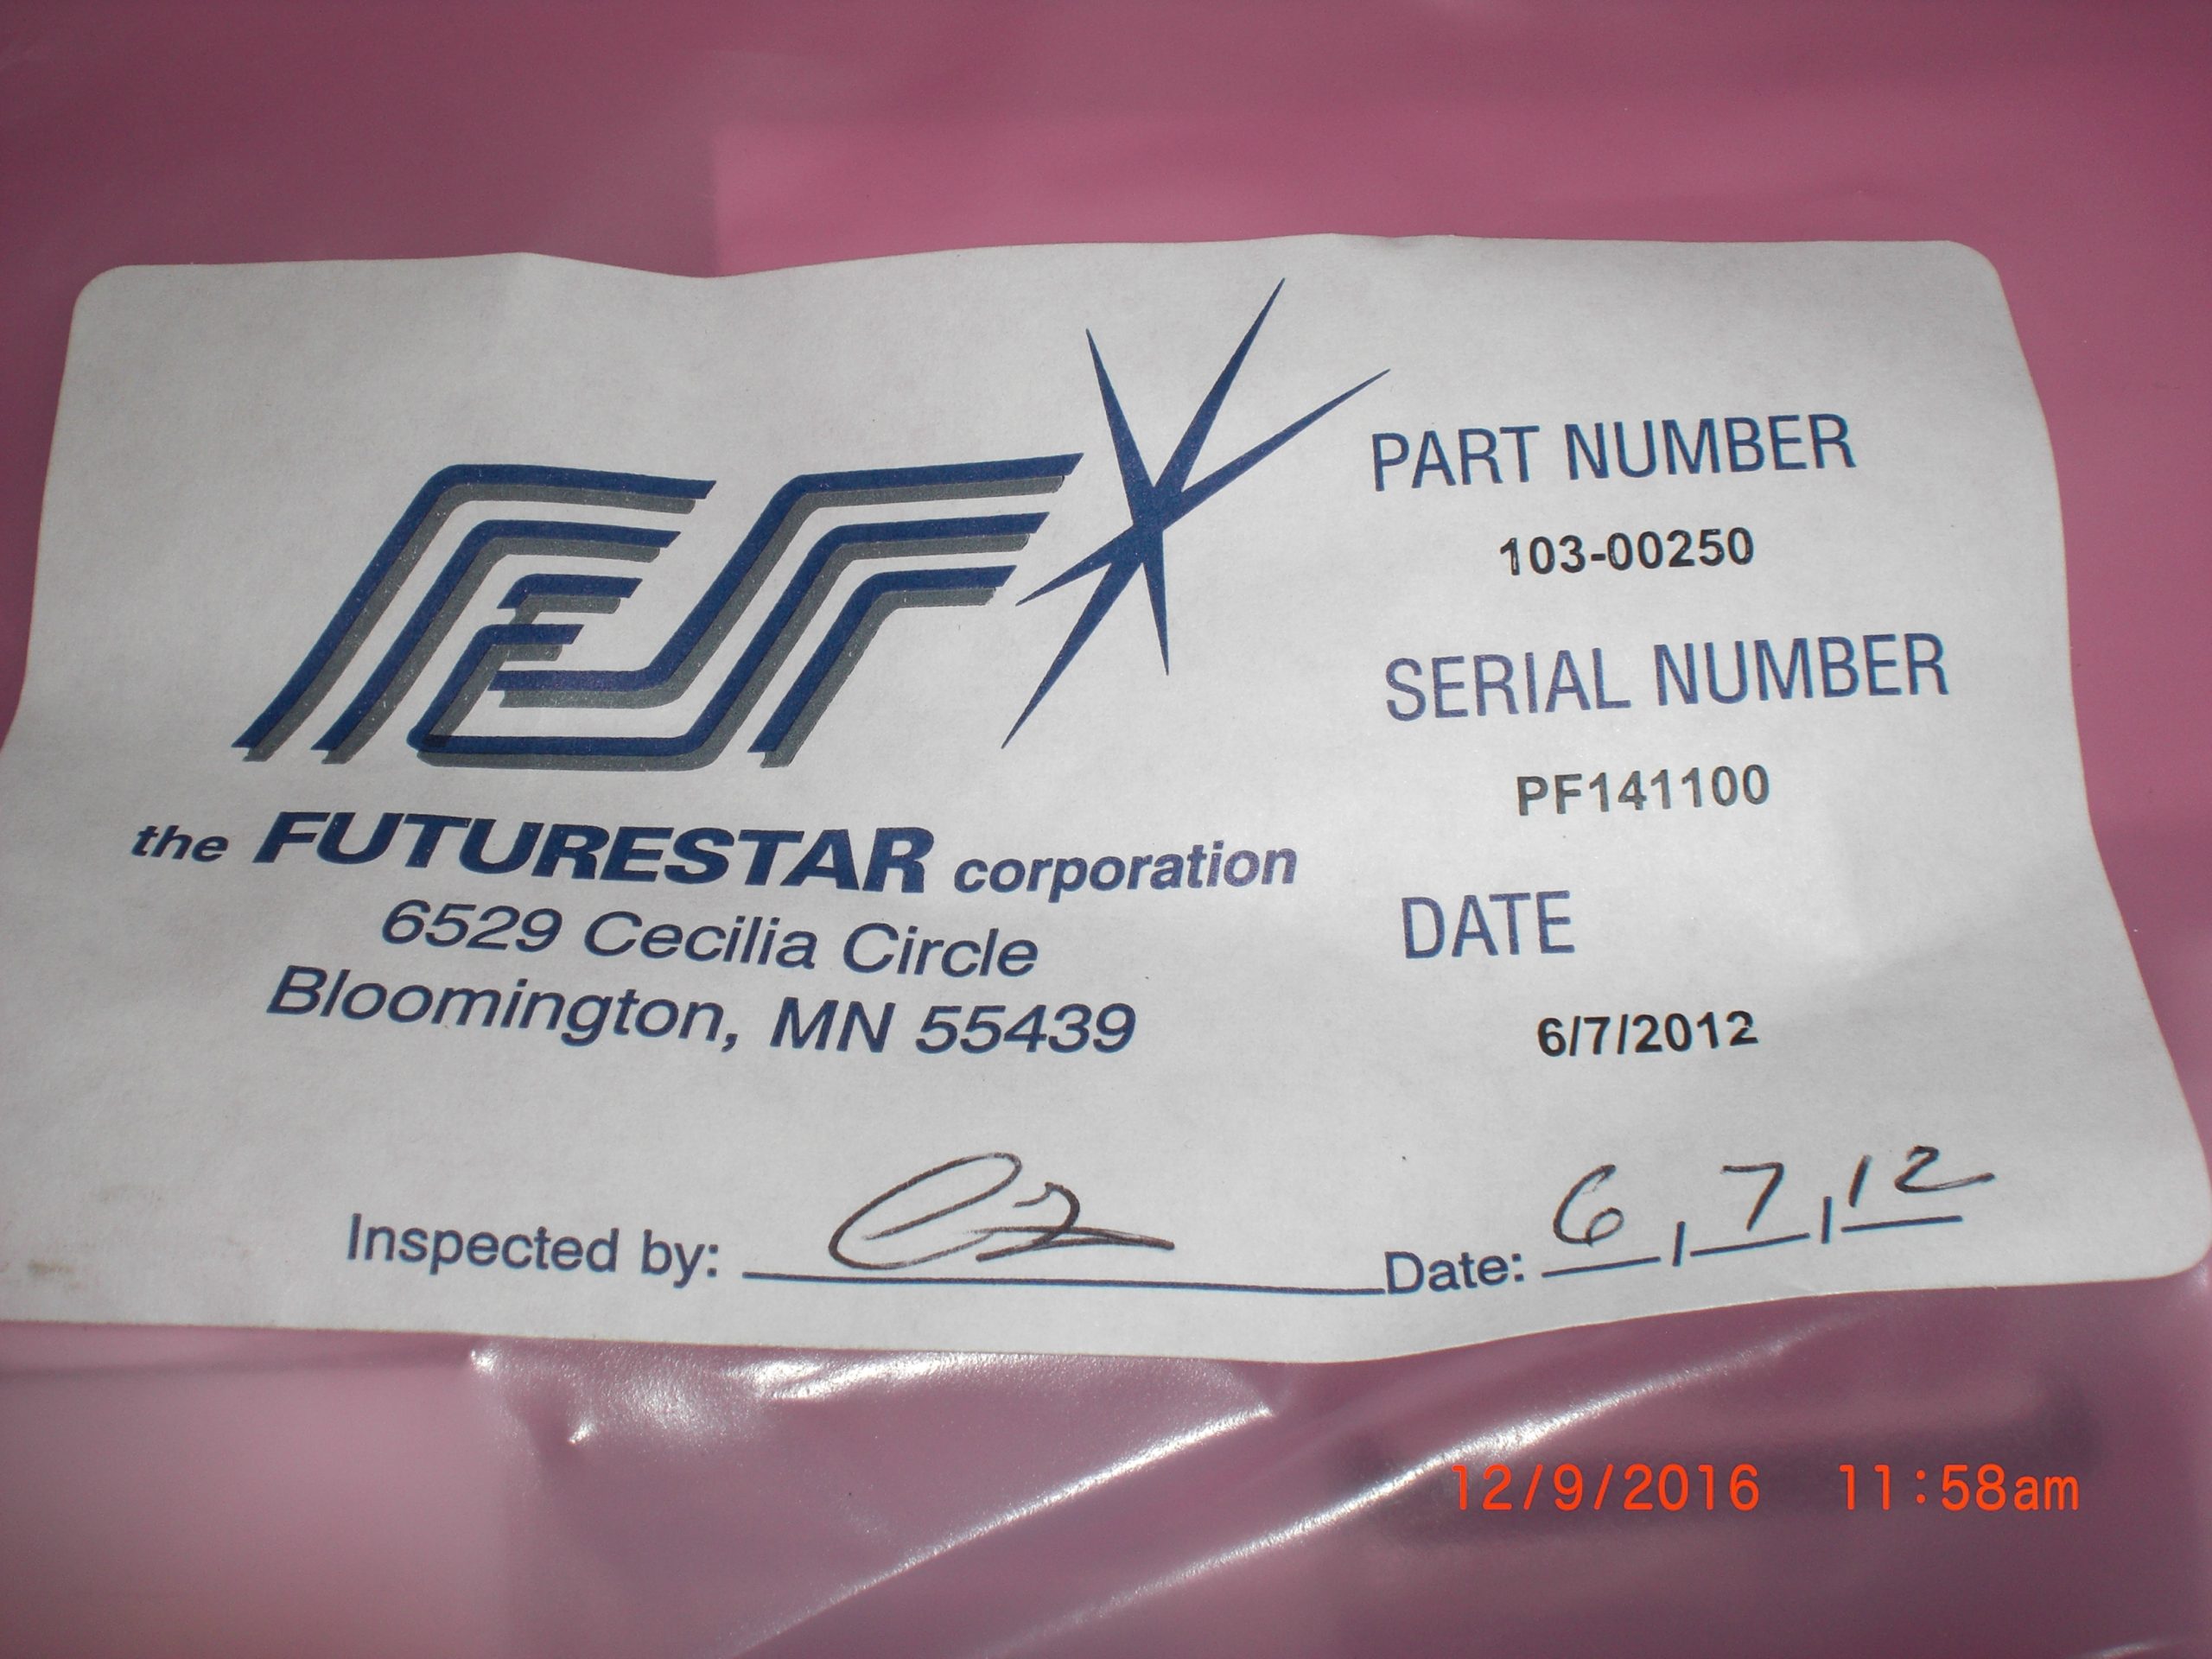 the FUTURESTAR corporation
6529 Cecilia Circle
Bloomington, MN 55439
PART NUMBER
103-00250
SERIAL NUMBER
PF141100
DATE
6/7/2012
Inspected by:
Date: 6, 7, 12
12/9/2016 11:58am